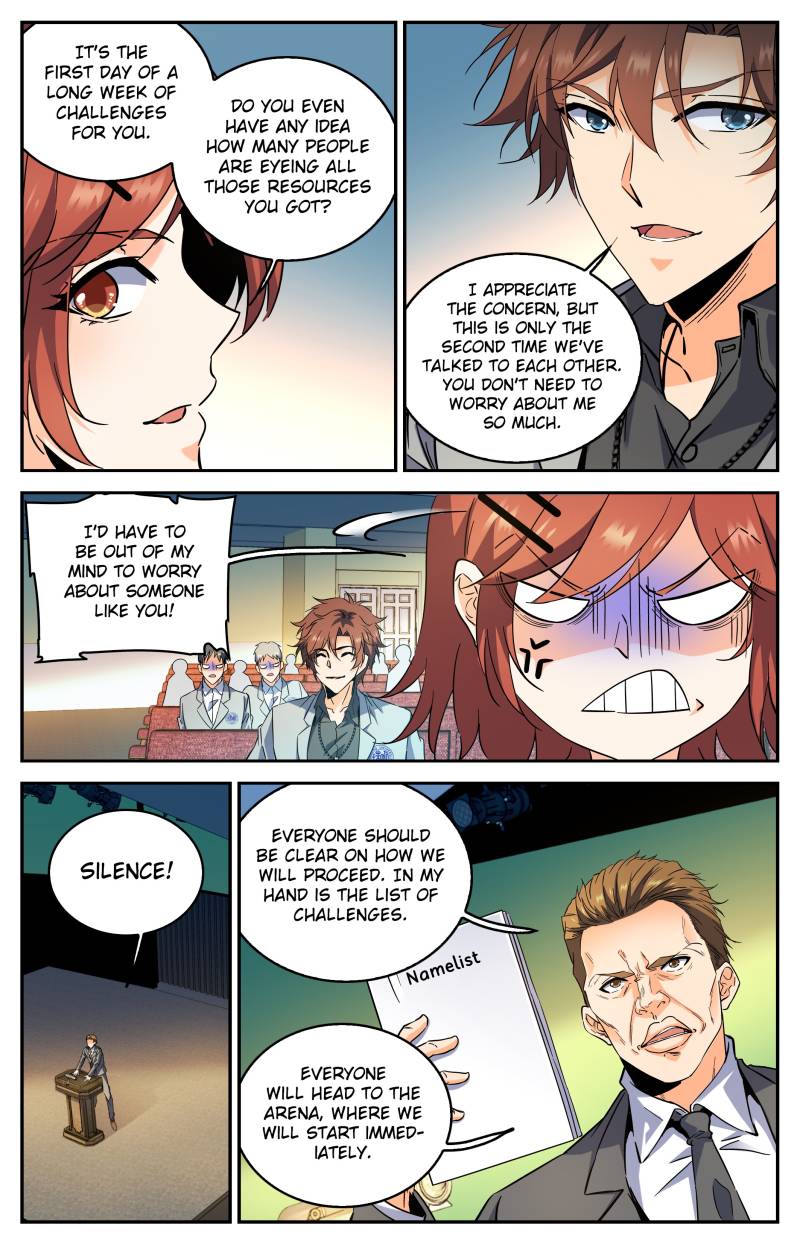 IT'S THE
FIRST DAY OF A
LONG WEEK OF
CHALLENGES
FOR YOU.
DO YOU EVEN
HAVE ANY IDEA
HOW MANY PEOPLE
ARE EYEING ALL
THOSE RESOURCES
YOU GOT?
I APPRECIATE
THE CONCERN, BUT
THIS IS ONLY THE
SECOND TIME WE'VE
TALKED TO EACH OTHER.
YOU DON'T NEED TO
WORRY ABOUT ME
SO MUCH.
I'D HAVE TO
BE OUT OF MY
MIND TO WORRY
ABOUT SOMEONE
LIKE YOU!
SILENCE!
EVERYONE SHOULD
BE CLEAR ON HOW WE
WILL PROCEED. IN MY
HAND IS THE LIST OF
CHALLENGES.
Namelist
EVERYONE
WILL HEAD TO THE
ARENA, WHERE WE
WILL START IMMED-
IATELY.